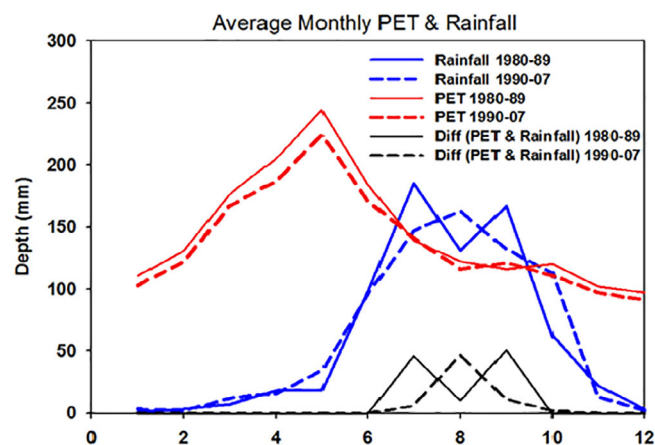 Average Monthly PET & Rainfall
300
250
200
150
100
50
0
Depth (mm)
Rainfall 1980-89
Rainfall 1990-07
PET 1980-89
PET 1990-07
Diff (PET & Rainfall) 1980-89
Diff (PET & Rainfall) 1990-07
0 2 4 6 8 10 12